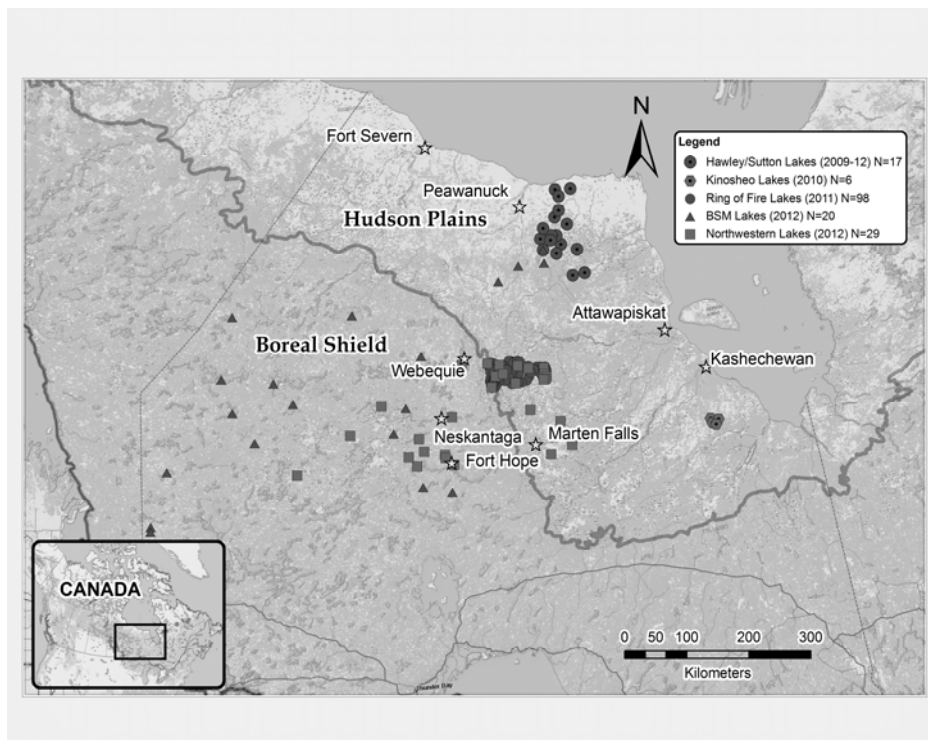 N
Fort Severn
Legend
Hawley/Sutton Lakes (2009-12) N=17
Kinosheo Lakes (2010) N=6
Ring of Fire Lakes (2011) N=98
BSM Lakes (2012) N=20
Northwestern Lakes (2012) N=29
Peawanuck
Hudson Plains
Attawapiskat
Boreal Shield
Webequie
Kashechewan
Neskantaga
Marten Falls
Fort Hope
CANADA
0 50 100 200 300
Kilometers
Thunder Bay